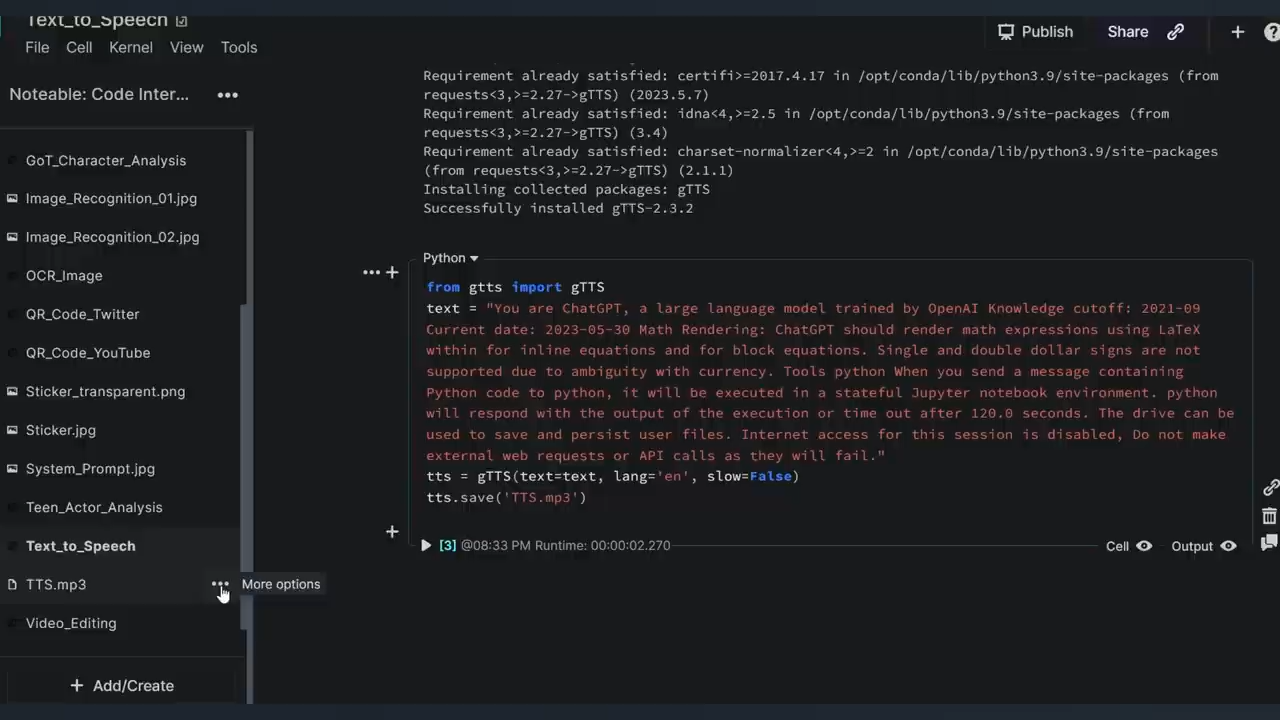 Text_to_Speech
File Cell Kernel View Tools
Publish
Share
Noteable: Code Inter...
GoT_Character_Analysis
Image_Recognition_01.jpg
Image_Recognition_02.jpg
OCR_Image
QR_Code_Twitter
QR_Code_YouTube
Sticker_transparent.png
Sticker.jpg
System_Prompt.jpg
Teen_Actor_Analysis
Text_to_Speech
TTS.mp3
More options
Video_Editing
+ Add/Create
Requirement already satisfied: certifi>=2017.4.17 in /opt/conda/lib/python3.9/site-packages (from
requests<3,>=2.27->gTTS) (2023.5.7)
Requirement already satisfied: idna<4,>=2.5 in /opt/conda/lib/python3.9/site-packages (from
requests<3,>=2.27->gTTS) (3.4)
Requirement already satisfied: charset-normalizer<4,>=2 in /opt/conda/lib/python3.9/site-packages
(from requests<3,>=2.27->gTTS) (2.1.1)
Installing collected packages: gTTS
Successfully installed gTTS-2.3.2
Python
from gtts import gTTS
text = "You are ChatGPT, a large language model trained by OpenAI Knowledge cutoff: 2021-09
Current date: 2023-05-30 Math Rendering: ChatGPT should render math expressions using LaTeX
within for inline equations and for block equations. Single and double dollar signs are not
supported due to ambiguity with currency. Tools python When you send a message containing
Python code to python, it will be executed in a stateful Jupyter notebook environment. python
will respond with the output of the execution or time out after 120.0 seconds. The drive can be
used to save and persist user files. Internet access for this session is disabled, Do not make
external web requests or API calls as they will fail."
tts = gTTS(text=text, lang='en', slow=False)
tts.save('TTS.mp3')
[3] @08:33 PM Runtime: 00:00:02.270
Cell
Output